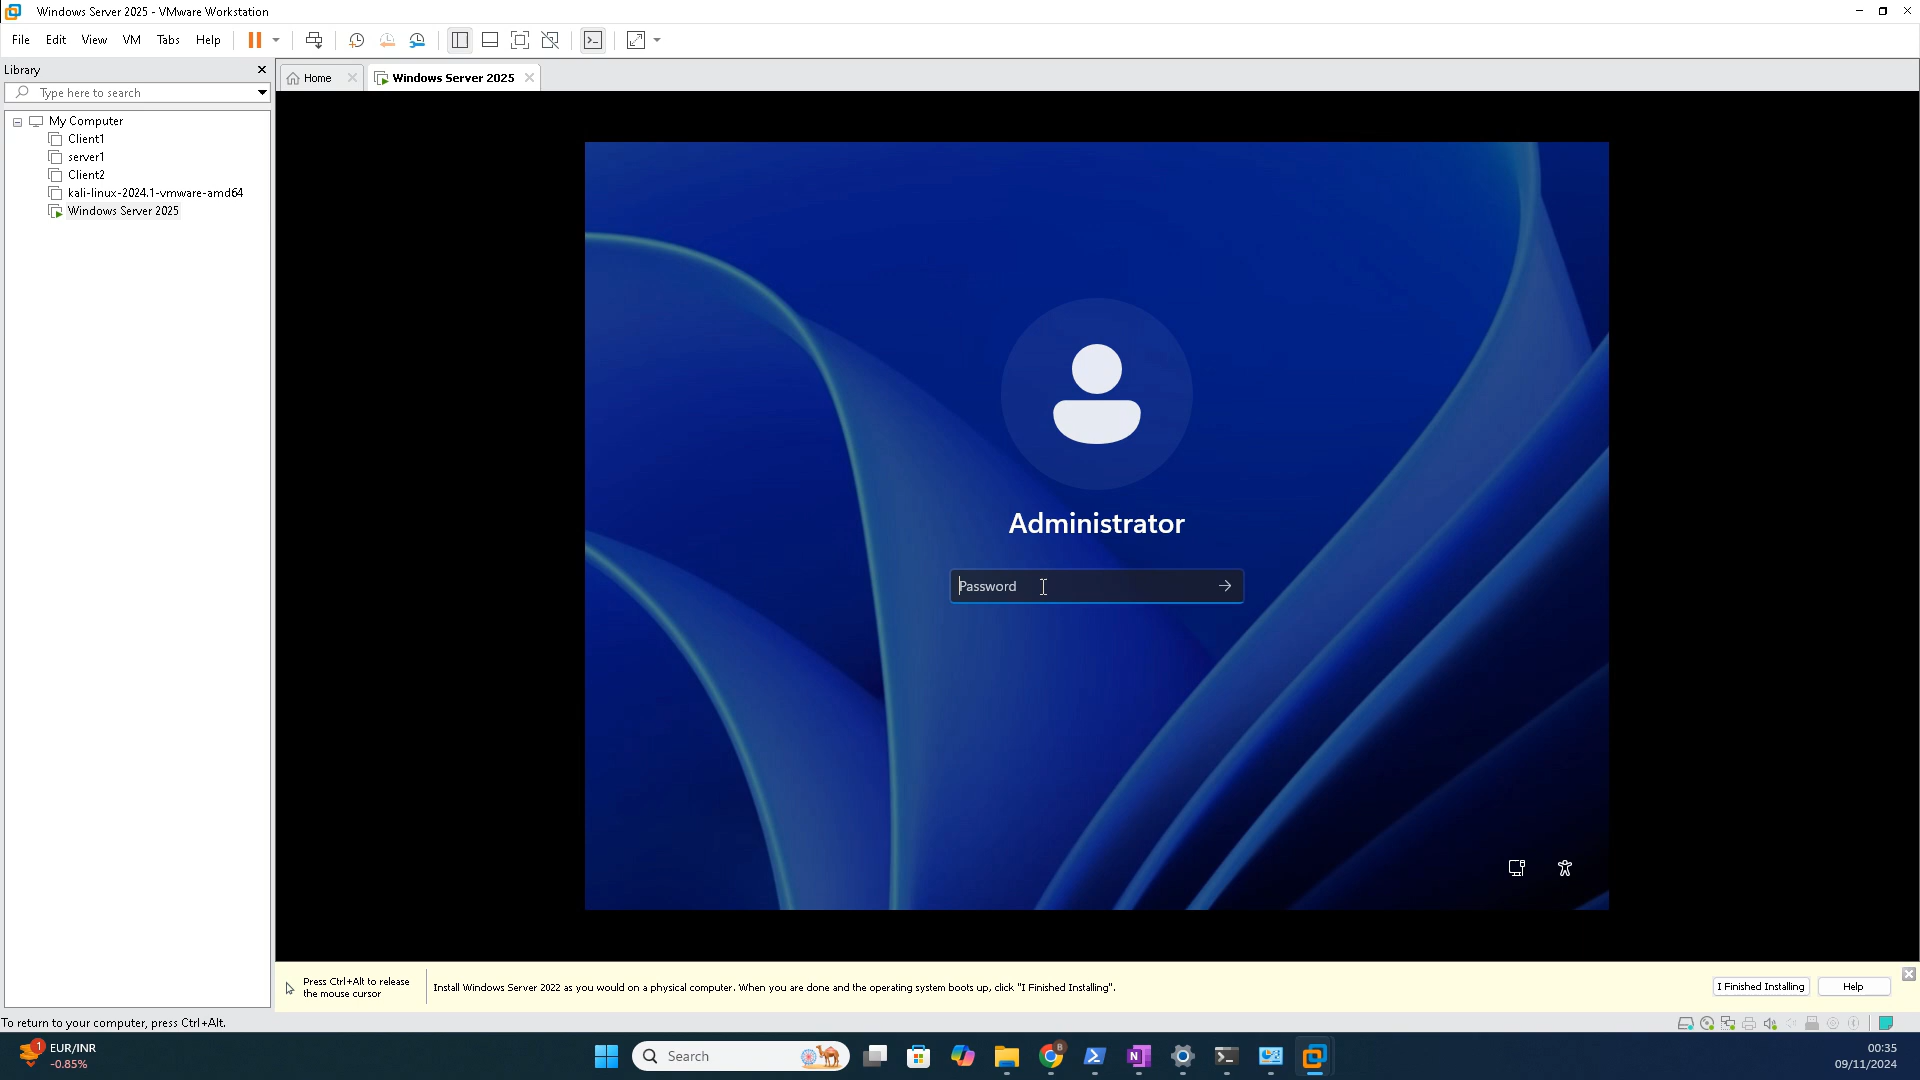 Windows Server 2025 - VMware Workstation
File Edit View VM Tabs Help
Library
Type here to search
My Computer
Client1
server1
Client2
kali-linux-2024.1-vmware-amd64
Windows Server 2025
Home
Windows Server 2025
Administrator
Password
Press Ctrl+Alt to release
the mouse cursor
Install Windows Server 2022 as you would on a physical computer. When you are done and the operating system boots up, click "I Finished Installing".
I Finished Installing
Help
To return to your computer, press Ctrl+Alt.
1
EUR/INR
-0.85%
Search
B
N
00:35
09/11/2024